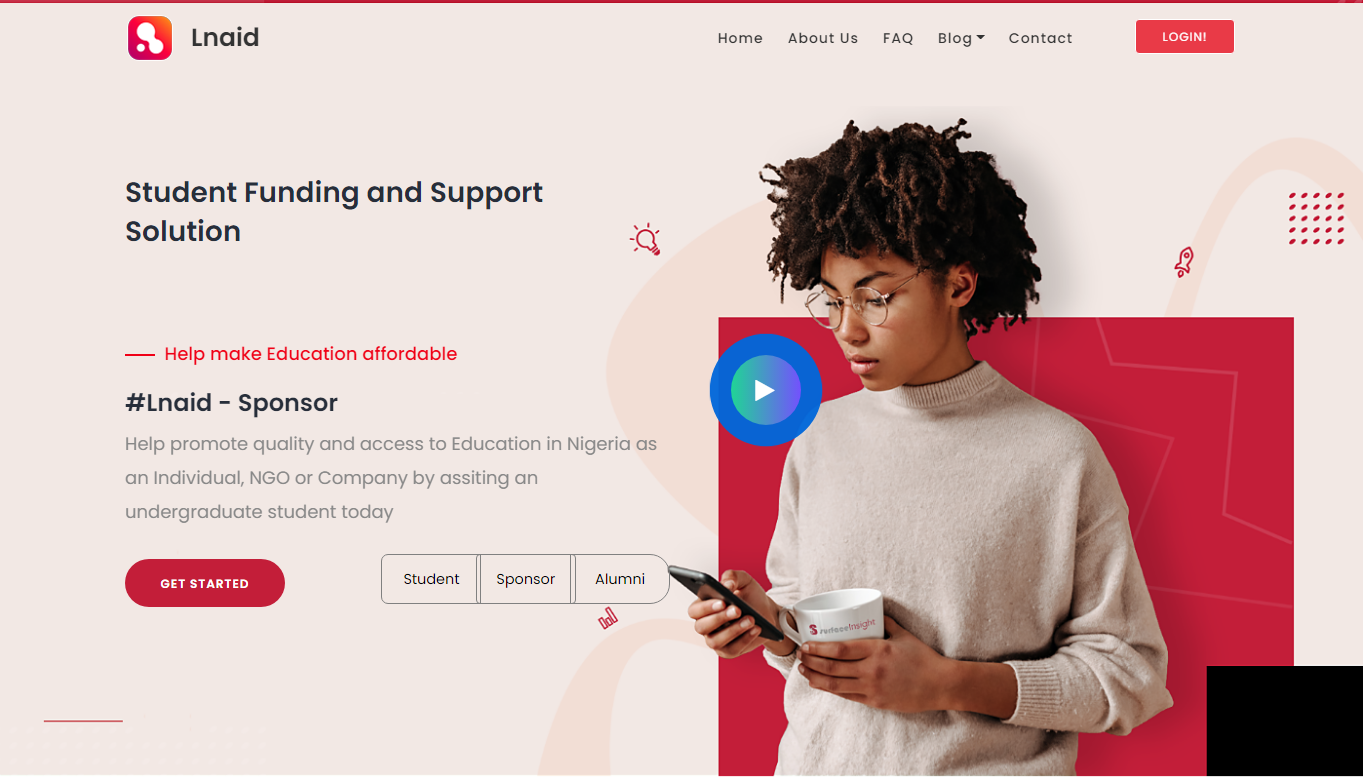 Lnaid
Home About Us FAQ Blog Contact
LOGIN!
Student Funding and Support
Solution
Help make Education affordable
#Lnaid - Sponsor
Help promote quality and access to Education in Nigeria as
an Individual, NGO or Company by assiting an
undergraduate student today
GET STARTED
Student Sponsor Alumni
SurfaceInsight